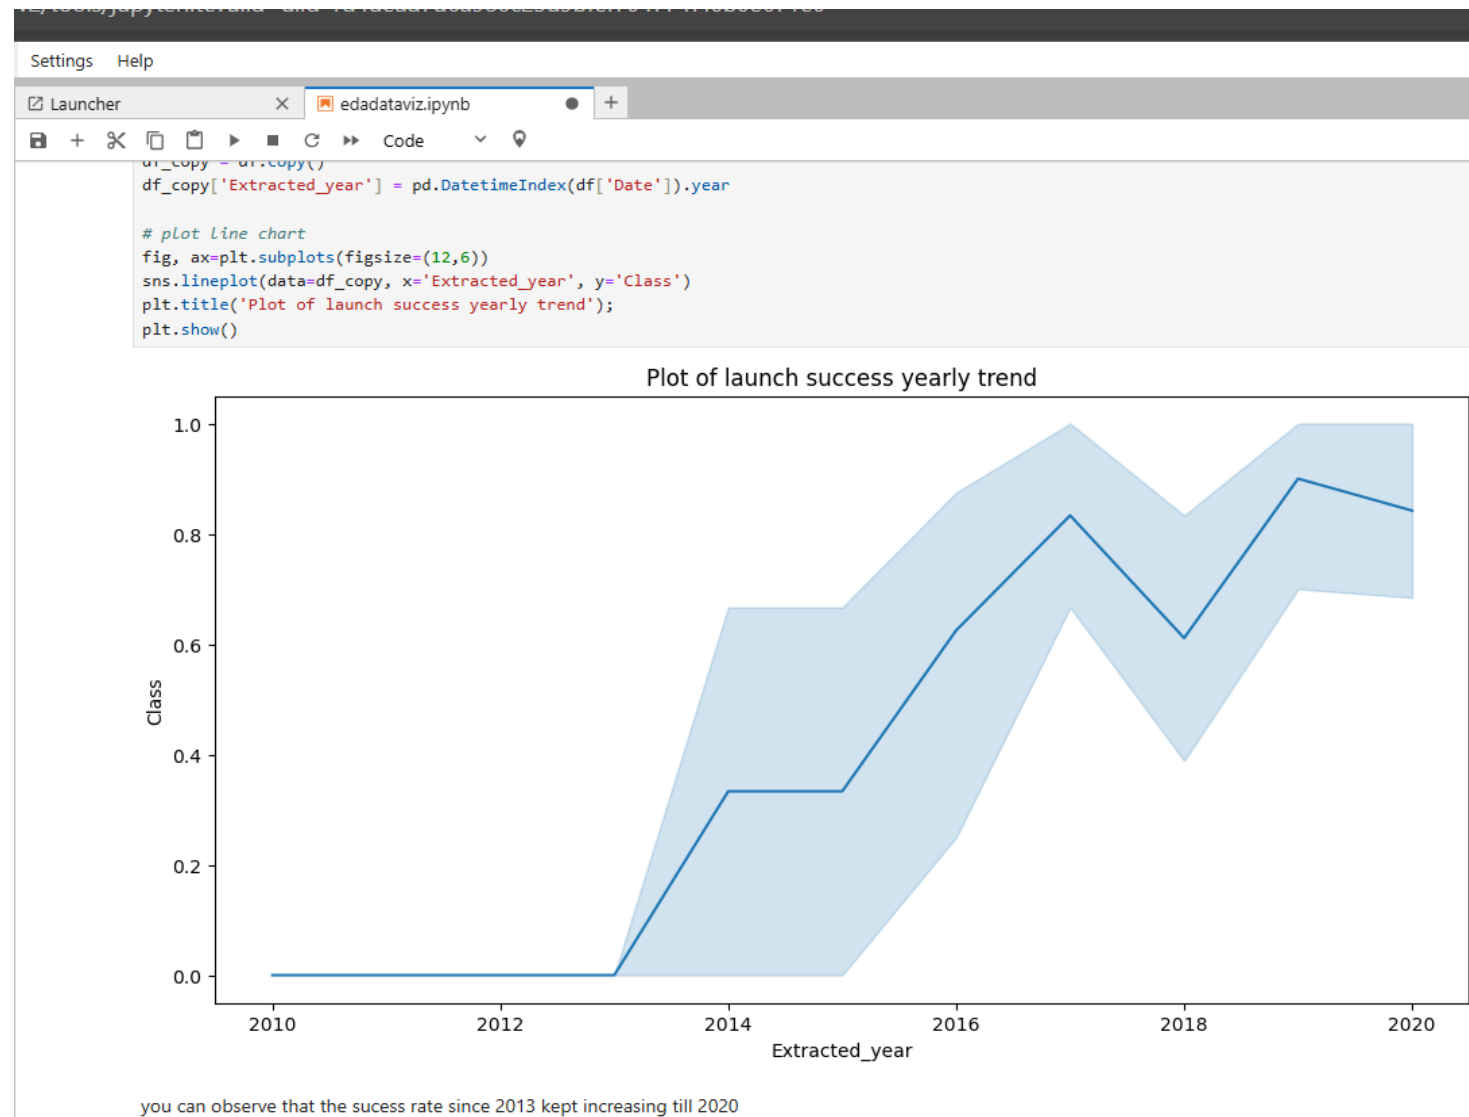 Settings Help
Launcher
edadataviz.ipynb
Code
df_copy = df.copy()
df_copy['Extracted_year'] = pd.DatetimeIndex(df['Date']).year
# plot line chart
fig, ax=plt.subplots(figsize=(12,6))
sns.lineplot(data=df_copy, x='Extracted_year', y='Class')
plt.title('Plot of launch success yearly trend');
plt.show()
Plot of launch success yearly trend
1.0
0.8
0.6
0.4
0.2
0.0
Class
2010 2012 2014 2016 2018 2020
Extracted_year
you can observe that the sucess rate since 2013 kept increasing till 2020